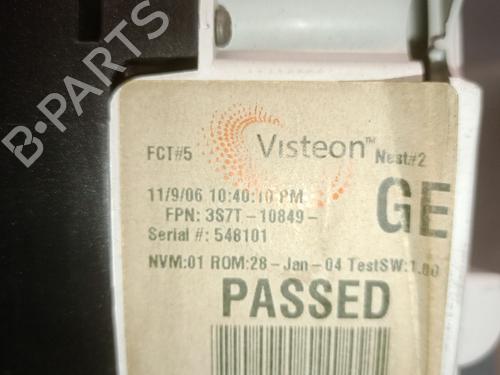 B-PARTS
Visteon™
FCT#5
Nest#2
11/9/06 10:40:10 PM
FPN: 3S7T-10849-
GE
Serial #: 548101
NVM:01 ROM:28-Jan-04 TestSW:1.00
PASSED